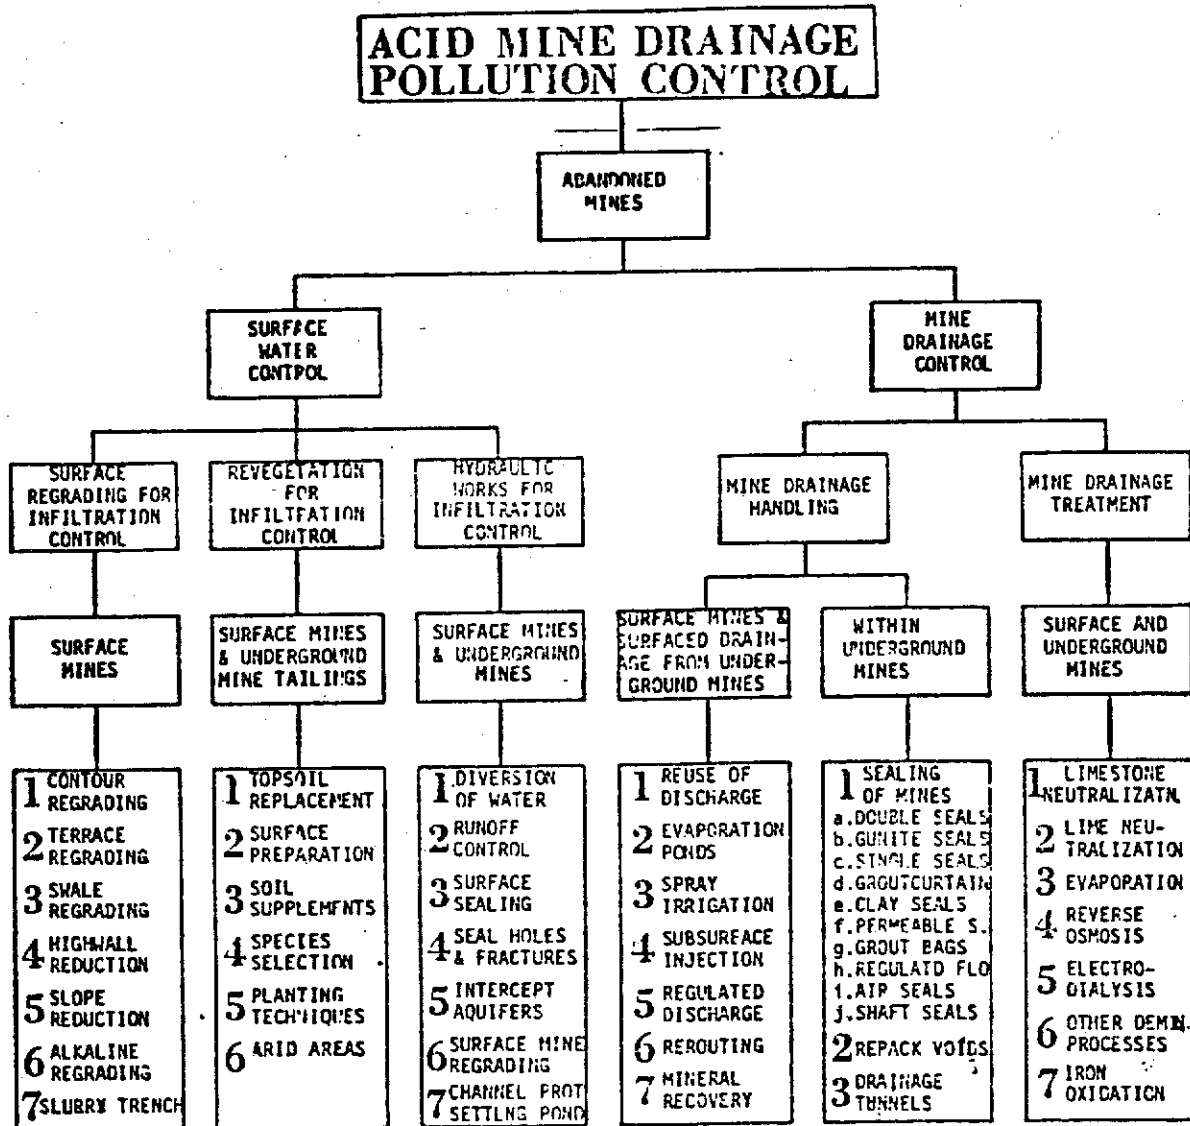 ACID MINE DRAINAGE
POLLUTION CONTROL
ABANDONED
MINES
SURFACE
WATER
CONTROL
MINE
DRAINAGE
CONTROL
SURFACE
REGRADING FOR
INFILTRATION
CONTROL
REVEGETATION
FOR
INFILTRATION
CONTROL
HYDRAULIC
WORKS FOR
INFILTRATION
CONTROL
MINE DRAINAGE
HANDLING
MINE DRAINAGE
TREATMENT
SURFACE
MINES
SURFACE MINES
& UNDERGROUND
MINE TAILINGS
SURFACE MINES
& UNDERGROUND
MINES
SURFACE MINES &
SURFACED DRAIN-
AGE FROM UNDER-
GROUND MINES
WITHIN
UNDERGROUND
MINES
SURFACE AND
UNDERGROUND
MINES
1 CONTOUR
REGRADING
2 TERRACE
REGRADING
3 SWALE
REGRADING
4 HIGHWALL
REDUCTION
5 SLOPE
REDUCTION
6 ALKALINE
REGRADING
7 SLURRY TRENCH
1 TOPSOIL
REPLACEMENT
2 SURFACE
PREPARATION
3 SOIL
SUPPLEMENTS
4 SPECIES
SELECTION
5 PLANTING
TECHNIQUES
6 ARID AREAS
1 DIVERSION
OF WATER
2 RUNOFF
CONTROL
3 SURFACE
SEALING
4 SEAL HOLES
& FRACTURES
5 INTERCEPT
AQUIFERS
6 SURFACE MINE
REGRADING
7 CHANNEL PROT
SETTLNG POND
1 REUSE OF
DISCHARGE
2 EVAPORATION
PONDS
3 SPRAY
IRRIGATION
4 SUBSURFACE
INJECTION
5 REGULATED
DISCHARGE
6 REROUTING
7 MINERAL
RECOVERY
1 SEALING
OF MINES
a.DOUBLE SEALS
b.GUNITE SEALS
c.SINGLE SEALS
d.GROUTCURTAIN
e.CLAY SEALS
f.PERMEABLE S.
g.GROUT BAGS
h.REGULATD FLO
i.AIR SEALS
j.SHAFT SEALS
2 REPACK VOIDS
3 DRAINAGE
TUNNELS
1 LIMESTONE
NEUTRALIZATN.
2 LIME NEU-
TRALIZATION
3 EVAPORATION
4 REVERSE
OSMOSIS
5 ELECTRO-
DIALYSIS
6 OTHER DEMIN.
PROCESSES
7 IRON
OXIDATION